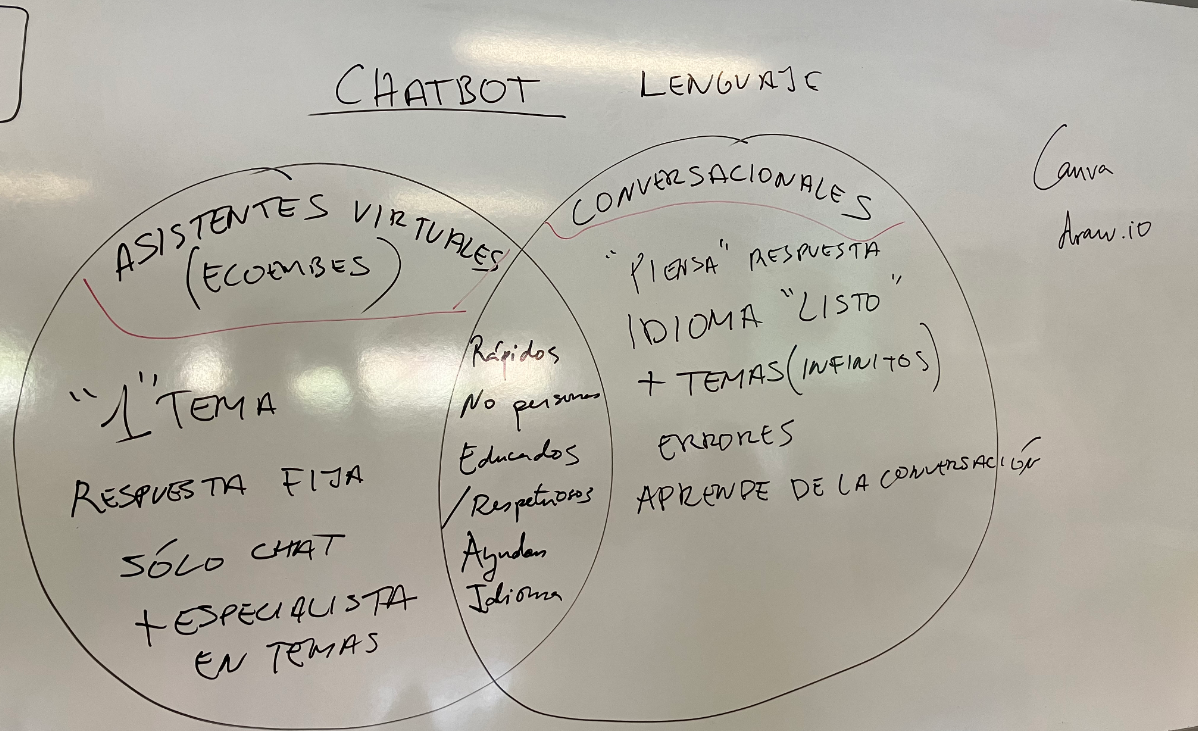 CHATBOT LENGUAJE
ASISTENTES VIRTUALES
(ECOEMBES)
"1" TEMA
RESPUESTA FIJA
SÓLO CHAT
+ ESPECIALISTA
EN TEMAS
Rápidos
No personas
Educados
/Respetuosos
Ayudan
Idioma
CONVERSACIONALES
"PIENSA" RESPUESTA
IDIOMA "LISTO"
+ TEMAS (INFINITOS)
ERRORES
APRENDE DE LA CONVERSACIÓN
Canva
draw.io